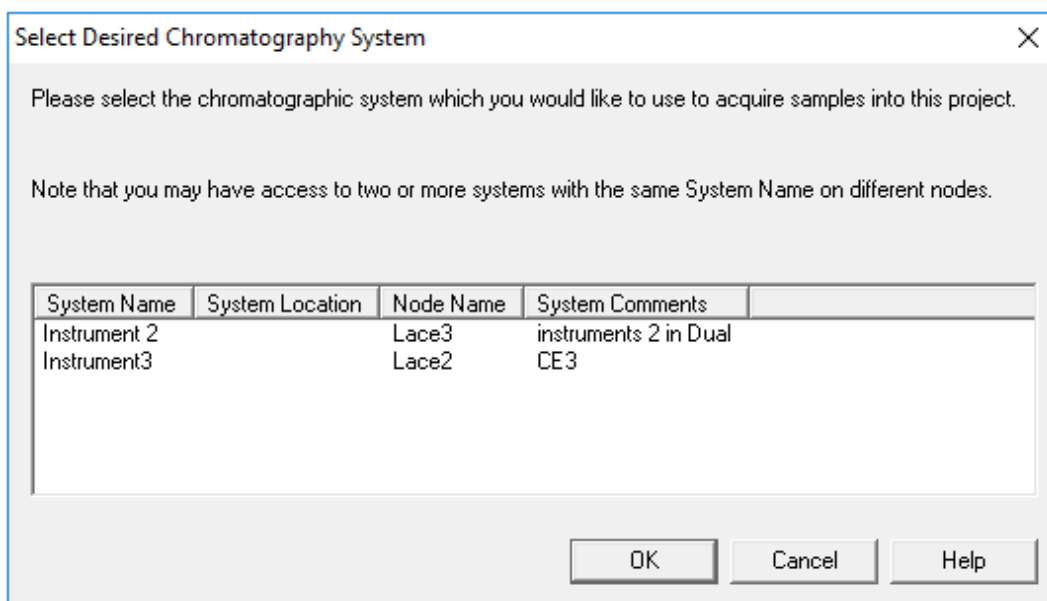 Select Desired Chromatography System
Please select the chromatographic system which you would like to use to acquire samples into this project.
Note that you may have access to two or more systems with the same System Name on different nodes.
System Name System Location Node Name System Comments
Instrument 2 Lace3 instruments 2 in Dual
Instrument3 Lace2 CE3
OK Cancel Help